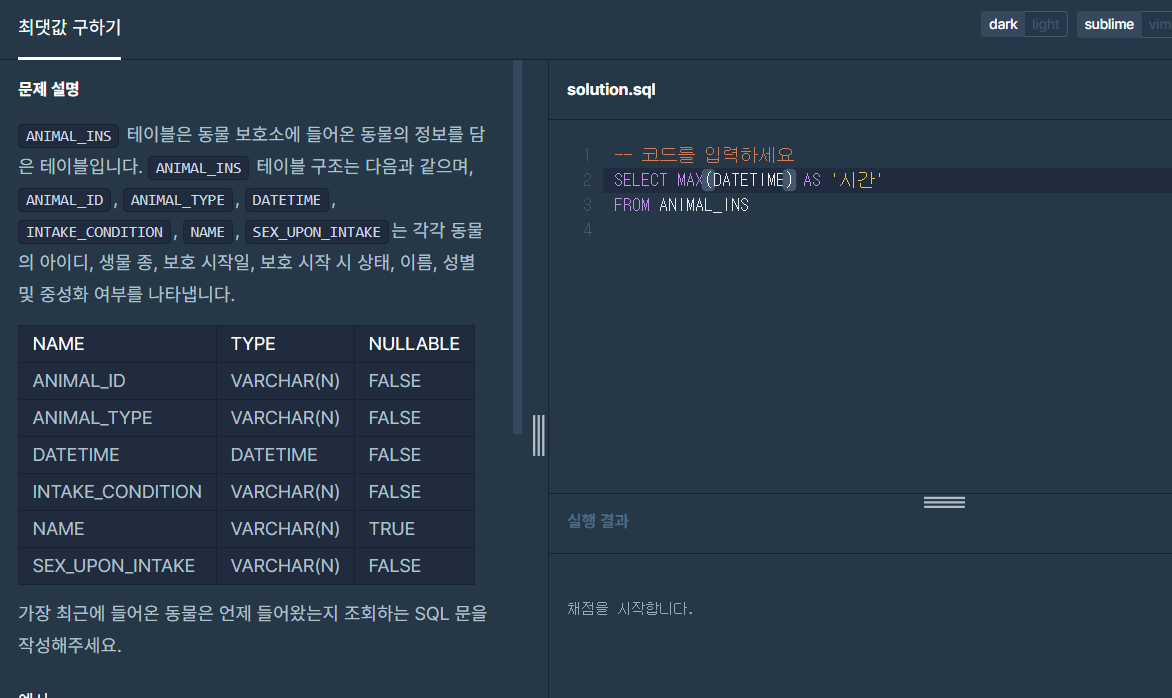 최댓값 구하기
dark light sublime vim
문제 설명
ANIMAL_INS 테이블은 동물 보호소에 들어온 동물의 정보를 담
은 테이블입니다. ANIMAL_INS 테이블 구조는 다음과 같으며,
ANIMAL_ID , ANIMAL_TYPE , DATETIME ,
INTAKE_CONDITION , NAME , SEX_UPON_INTAKE 는 각각 동물
의 아이디, 생물 종, 보호 시작일, 보호 시작 시 상태, 이름, 성별
및 중성화 여부를 나타냅니다.
NAME TYPE NULLABLE
ANIMAL_ID VARCHAR(N) FALSE
ANIMAL_TYPE VARCHAR(N) FALSE
DATETIME DATETIME FALSE
INTAKE_CONDITION VARCHAR(N) FALSE
NAME VARCHAR(N) TRUE
SEX_UPON_INTAKE VARCHAR(N) FALSE
가장 최근에 들어온 동물은 언제 들어왔는지 조회하는 SQL 문을
작성해주세요.
solution.sql
1 -- 코드를 입력하세요
2 SELECT MAX(DATETIME) AS '시간'
3 FROM ANIMAL_INS
4
실행 결과
채점을 시작합니다.